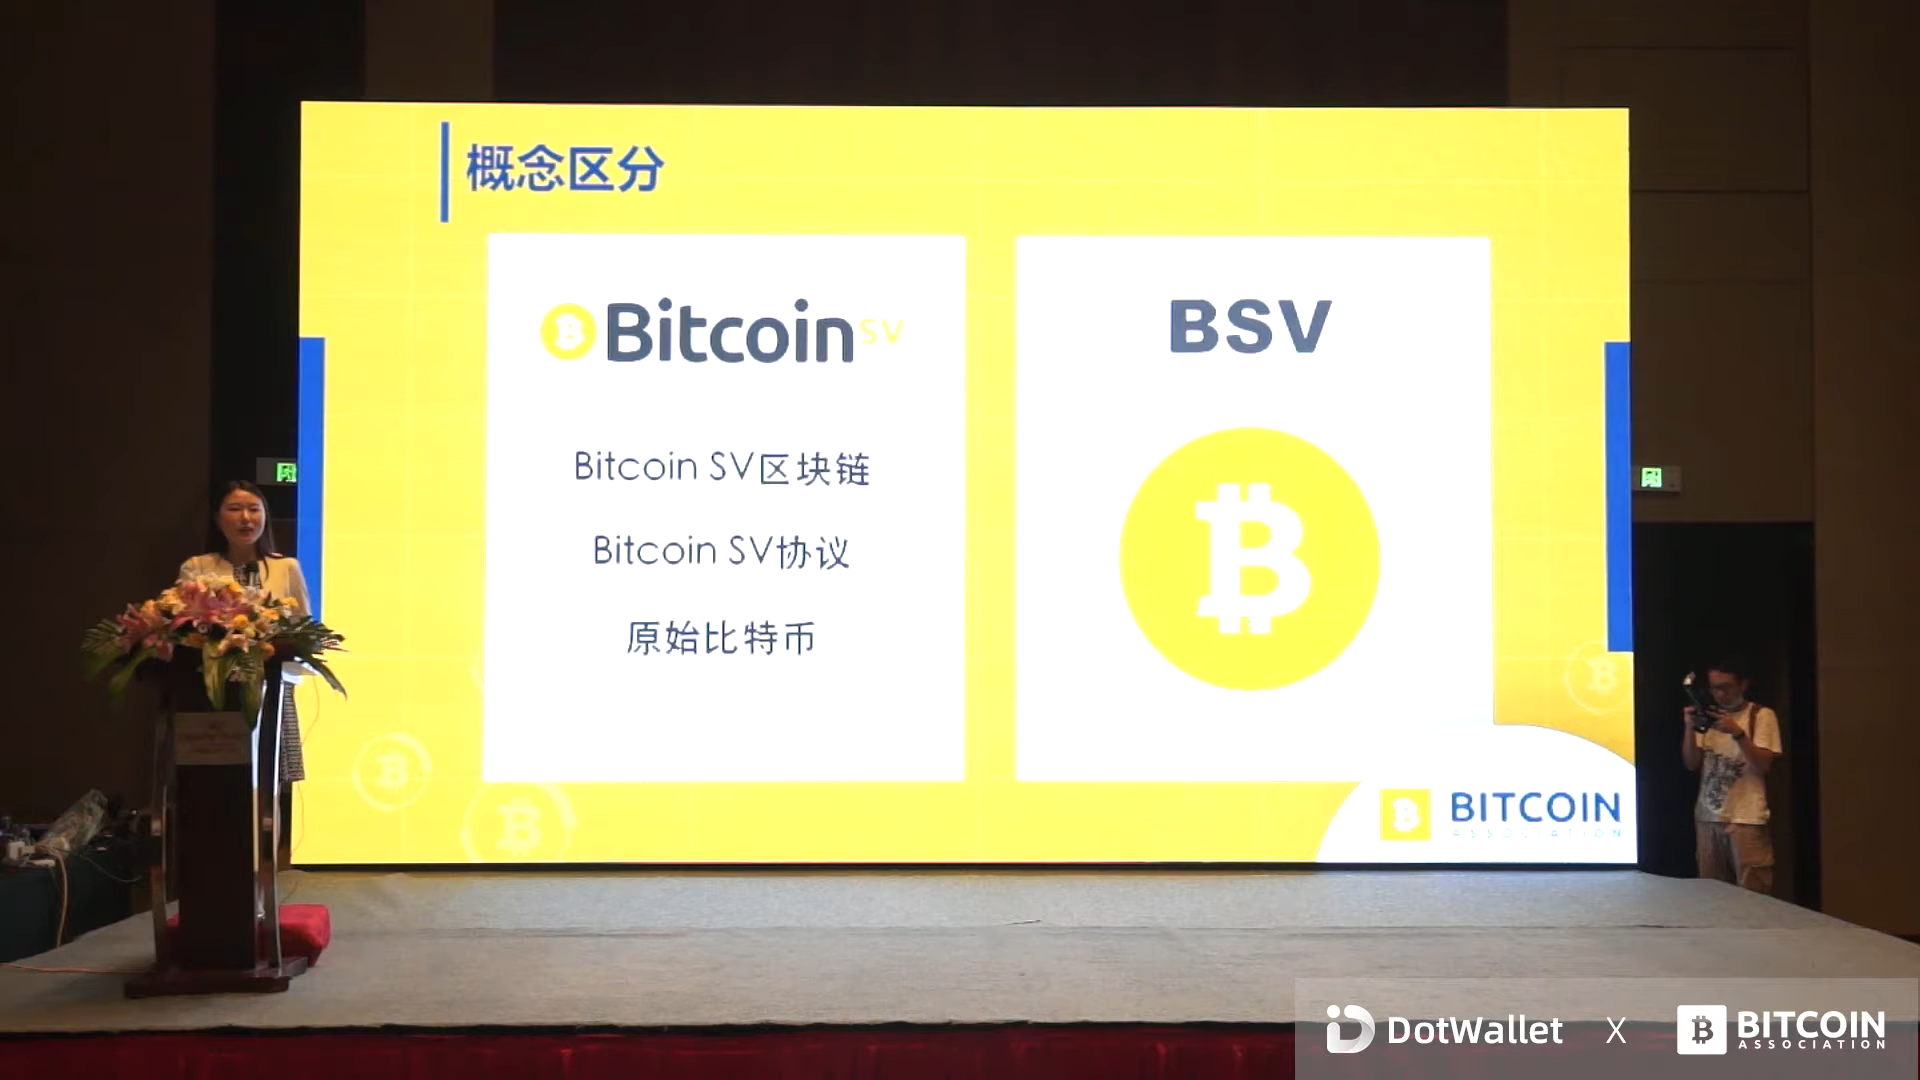 概念区分
Bitcoin SV
Bitcoin SV区块链
Bitcoin SV协议
原始比特币
BSV
BITCOIN
ASSOCIATION
DotWallet X BITCOIN
ASSOCIATION